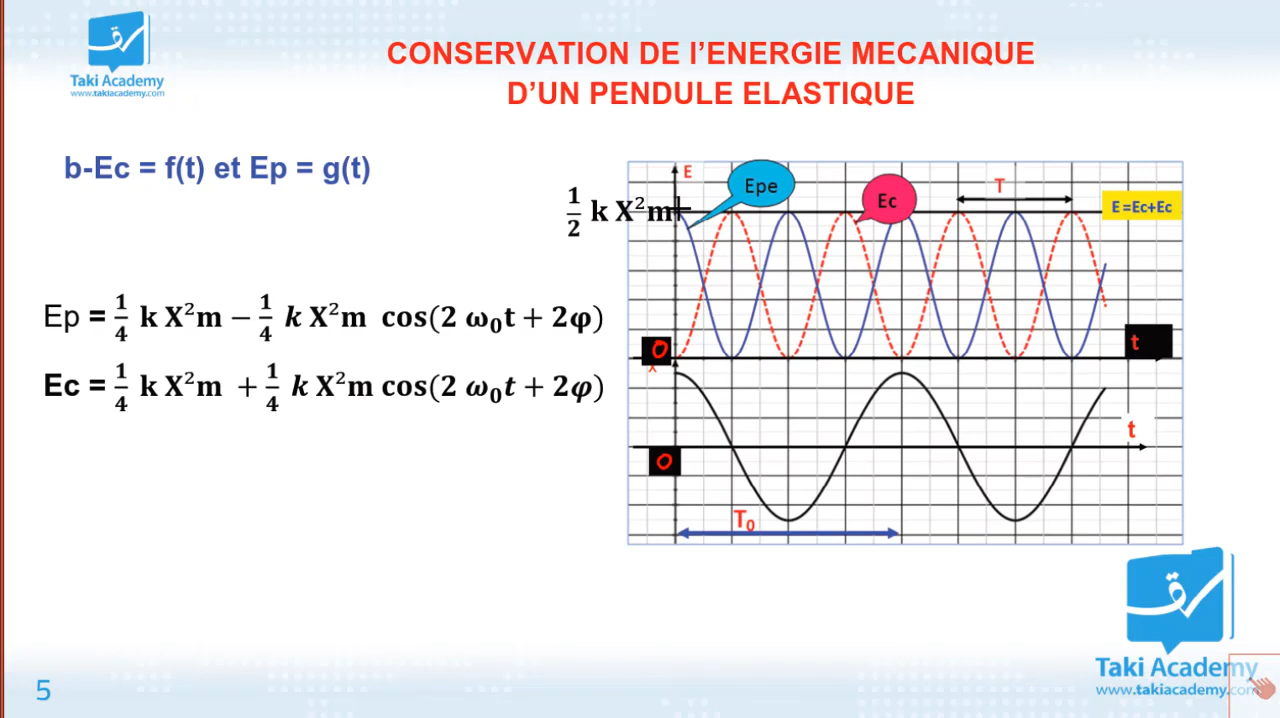 Taki Academy
www.takiacademy.com
CONSERVATION DE l’ENERGIE MECANIQUE
D’UN PENDULE ELASTIQUE
b-Ec = f(t) et Ep = g(t)
Ep = 1/4 k X²m − 1/4 k X²m cos(2 ω₀t + 2φ)
Ec = 1/4 k X²m + 1/4 k X²m cos(2 ω₀t + 2φ)
1/2 k X²m
E
Epe
Ec
T
E =Ec+Ec
0
t
x
t
0
T₀
Taki Academy
www.takiacademy.com
5